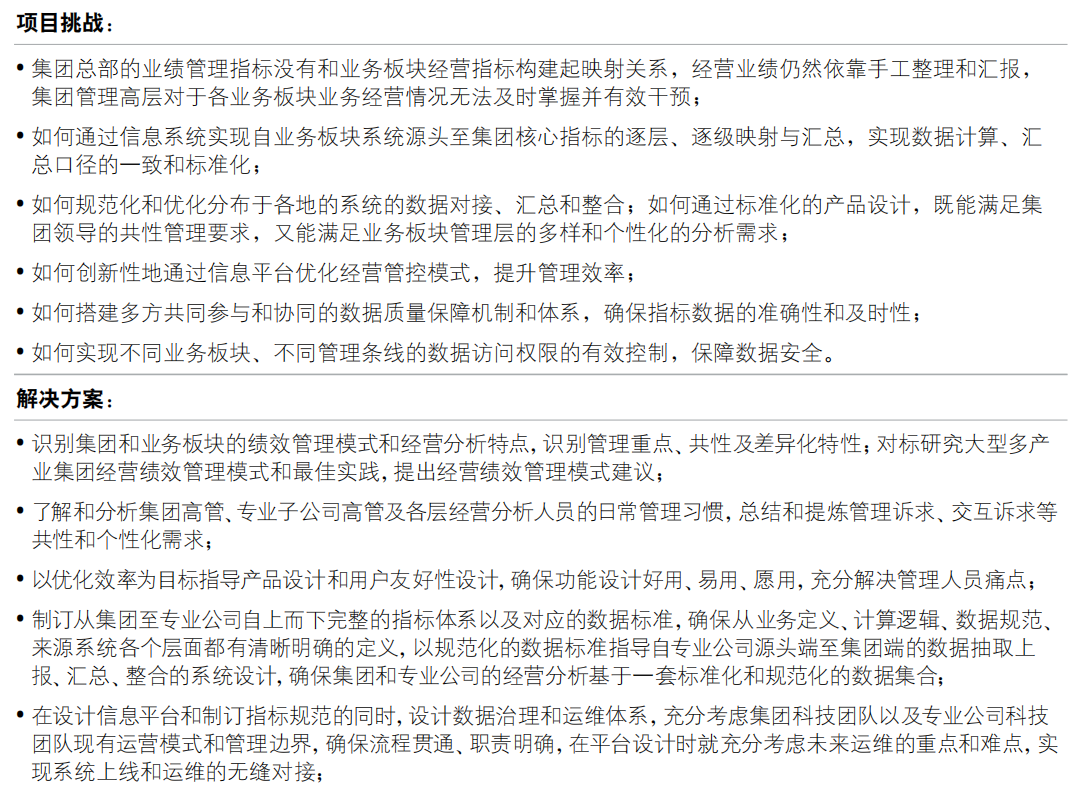 项目挑战：
• 集团总部的业绩管理指标没有和业务板块经营指标构建起映射关系，经营业绩仍然依靠手工整理和汇报，
集团管理高层对于各业务板块业务经营情况无法及时掌握并有效干预；
• 如何通过信息系统实现自业务板块系统源头至集团核心指标的逐层、逐级映射与汇总，实现数据计算、汇
总口径的一致和标准化；
• 如何规范化和优化分布于各地的系统的数据对接、汇总和整合；如何通过标准化的产品设计，既能满足集
团领导的共性管理要求，又能满足业务板块管理层的多样和个性化的分析需求；
• 如何创新性地通过信息平台优化经营管控模式，提升管理效率；
• 如何搭建多方共同参与和协同的数据质量保障机制和体系，确保指标数据的准确性和及时性；
• 如何实现不同业务板块、不同管理条线的数据访问权限的有效控制，保障数据安全。
解决方案：
• 识别集团和业务板块的绩效管理模式和经营分析特点，识别管理重点、共性及差异化特性；对标研究大型多产
业集团经营绩效管理模式和最佳实践，提出经营绩效管理模式建议；
• 了解和分析集团高管、专业子公司高管及各层经营分析人员的日常管理习惯，总结和提炼管理诉求、交互诉求等
共性和个性化需求；
• 以优化效率为目标指导产品设计和用户友好性设计，确保功能设计好用、易用、愿用，充分解决管理人员痛点；
• 制订从集团至专业公司自上而下完整的指标体系以及对应的数据标准，确保从业务定义、计算逻辑、数据规范、
来源系统各个层面都有清晰明确的定义，以规范化的数据标准指导自专业公司源头端至集团端的数据抽取上
报、汇总、整合的系统设计，确保集团和专业公司的经营分析基于一套标准化和规范化的数据集合；
• 在设计信息平台和制订指标规范的同时，设计数据治理和运维体系，充分考虑集团科技团队以及专业公司科技
团队现有运营模式和管理边界，确保流程贯通、职责明确，在平台设计时就充分考虑未来运维的重点和难点，实
现系统上线和运维的无缝对接；